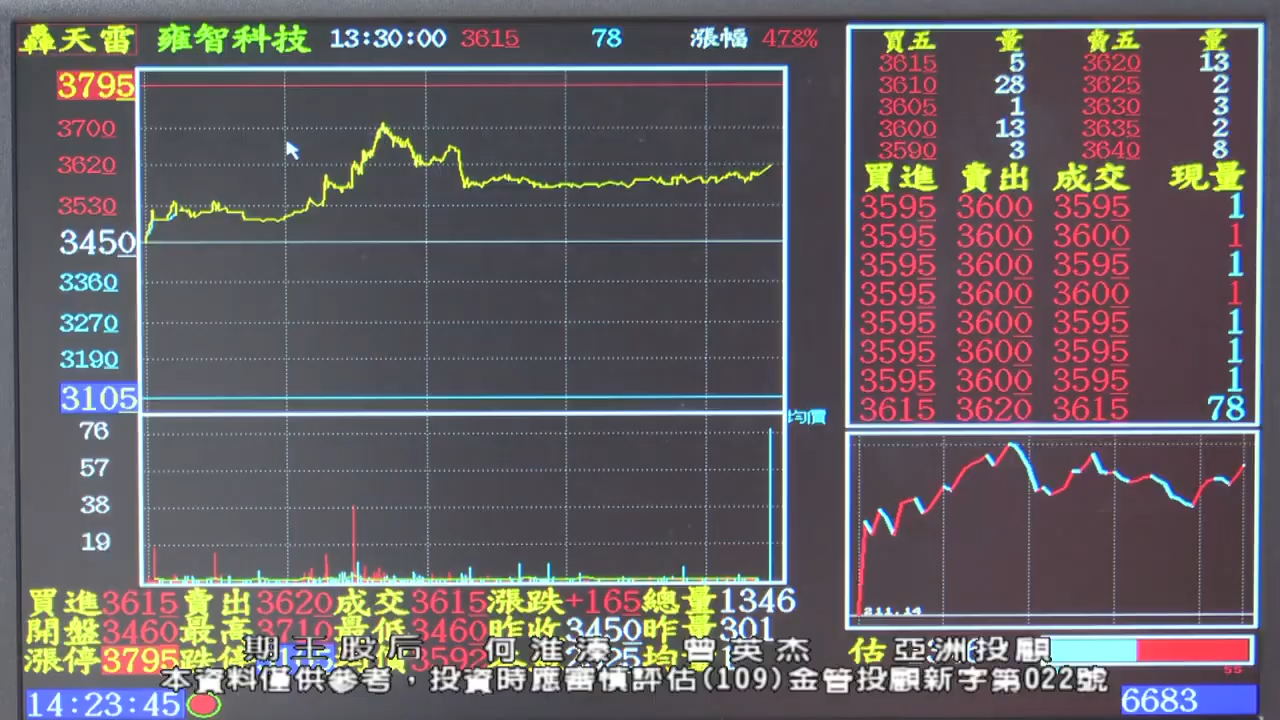 轟天雷 雍智科技 13:30:00 3615 78 漲幅 4.78%
買五 量 賣五 量
3615 5 3620 13
3610 28 3625 2
3605 1 3630 3
3600 13 3635 2
3590 3 3640 8
買進 賣出 成交 現量
3595 3600 3595 1
3595 3600 3600 1
3595 3600 3595 1
3595 3600 3600 1
3595 3600 3595 1
3595 3600 3595 1
3595 3600 3595 1
3615 3620 3615 78
3795
3700
3620
3530
3450
3360
3270
3190
3105
均價
76
57
38
19
211.14
買進3615賣出3620成交3615漲跌+165總量1346
開盤3460最高3710最低3460昨收3450昨量301
漲停3795跌停 3592
估
55
期王股后 何進濠 曾英杰 亞洲投顧
本資料僅供參考，投資時應審慎評估(109)金管投顧新字第022號
14:23:45
6683